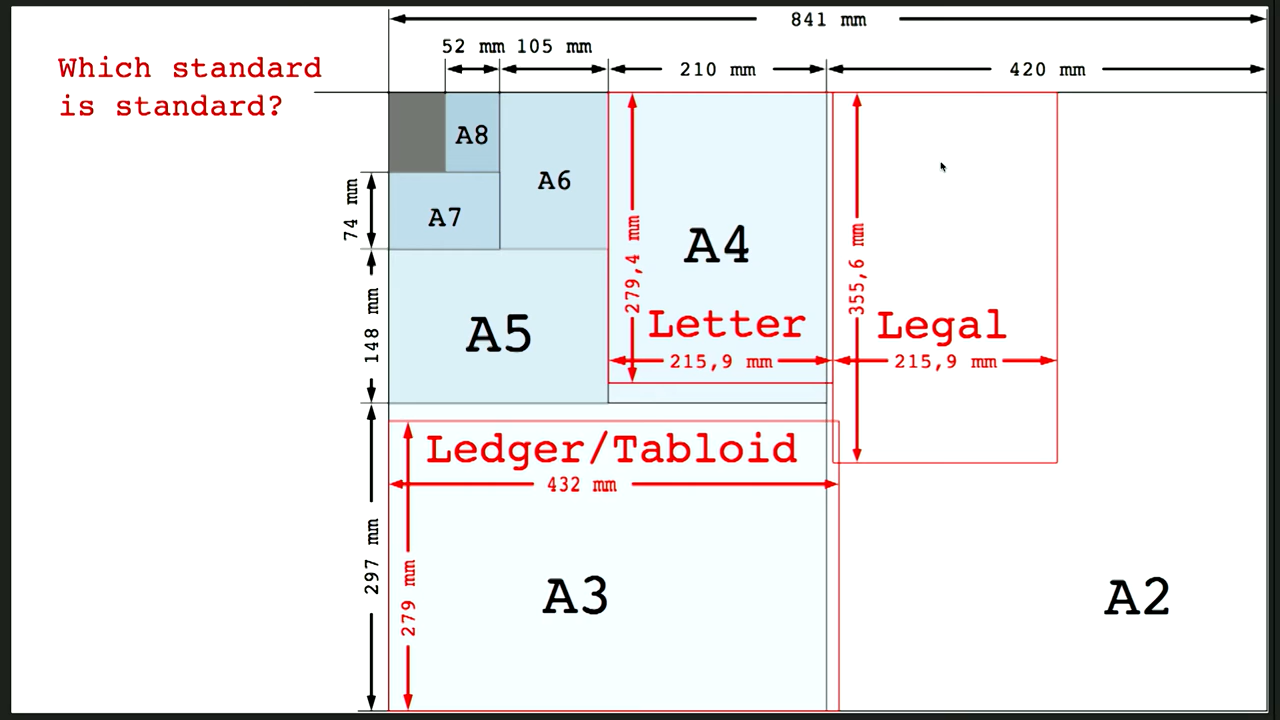 841 mm
Which standard
is standard?
52 mm 105 mm
210 mm
420 mm
A8
A6
A7
74 mm
A4
279,4 mm
355,6 mm
Letter
Legal
215,9 mm
215,9 mm
A5
148 mm
Ledger/Tabloid
432 mm
297 mm
279 mm
A3
A2